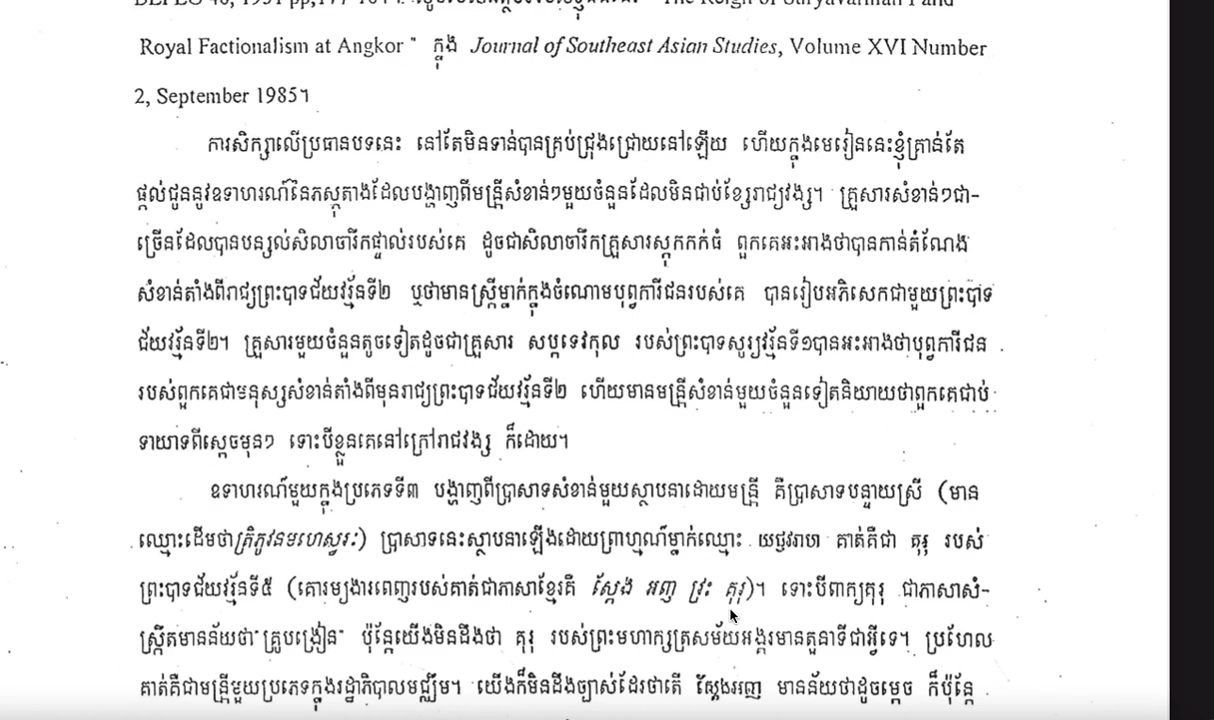 Royal Factionalism at Angkor " ក្នុង Journal of Southeast Asian Studies, Volume XVI Number
2, September 1985។
ការសិក្សាលើប្រធានបទនេះ នៅតែមិនទាន់បានគ្រប់ជ្រុងជ្រោយនៅឡើយ ហើយក្នុងមេរៀននេះខ្ញុំគ្រាន់តែ
ផ្តល់ជូននូវឧទាហរណ៍នៃភស្តុតាងដែលបង្ហាញពីមន្ត្រីសំខាន់ៗមួយចំនួនដែលមិនជាប់ខ្សែរាជ្យវង្ស។ គ្រួសារសំខាន់ៗជា-
ច្រើនដែលបានបន្សល់សិលាចារឹកផ្ទាល់របស់គេ ដូចជាសិលាចារឹកគ្រួសារស្តុកកក់ធំ ពួកគេអះអាងថាបានកាន់តំណែង
សំខាន់តាំងពីរាជ្យព្រះបាទជ័យវរ្ម័នទី២ ឬថាមានស្ត្រីម្នាក់ក្នុងចំណោមបុព្វការីជនរបស់គេ បានរៀបអភិសេកជាមួយព្រះបាទ
ជ័យវរ្ម័នទី២។ គ្រួសារមួយចំនួនតូចទៀតដូចជាគ្រួសារ សប្តទេវកុល របស់ព្រះបាទសូរ្យវរ្ម័នទី១បានអះអាងថាបុព្វការីជន
របស់ពួកគេជាមនុស្សសំខាន់តាំងពីមុនរាជ្យព្រះបាទជ័យវរ្ម័នទី២ ហើយមានមន្ត្រីសំខាន់មួយចំនួនទៀតនិយាយថាពួកគេជាប់
ទាយាទពីស្តេចមុនៗ ទោះបីខ្លួនគេនៅក្រៅរាជវង្ស ក៏ដោយ។
ឧទាហរណ៍មួយក្នុងប្រភេទទី៣ បង្ហាញពីប្រាសាទសំខាន់មួយស្ថាបនាដោយមន្ត្រី គឺប្រាសាទបន្ទាយស្រី (មាន
ឈ្មោះដើមថាត្រិភូវនមហេស្វរៈ) ប្រាសាទនេះស្ថាបនាឡើងដោយព្រាហ្មណ៍ម្នាក់ឈ្មោះ យជ្ញវរាហ គាត់គឺជា គុរុ របស់
ព្រះបាទជ័យវរ្ម័នទី៥ (គោរម្យងារពេញរបស់គាត់ជាភាសាខ្មែរគឺ ស្តែង អញ វ្រះ គុរុ)។ ទោះបីពាក្យគុរុ ជាភាសាសំ-
ស្ក្រឹតមានន័យថា"គ្រូបង្រៀន" ប៉ុន្តែយើងមិនដឹងថា គុរុ របស់ព្រះមហាក្សត្រសម័យអង្គរមានតួនាទីជាអ្វីទេ។ ប្រហែល
គាត់គឺជាមន្ត្រីមួយប្រភេទក្នុងរដ្ឋាភិបាលមជ្ឈឹម។ យើងក៏មិនដឹងច្បាស់ដែរថាតើ ស្តែងអញ មានន័យថាដូចម្តេច ក៏ប៉ុន្តែ